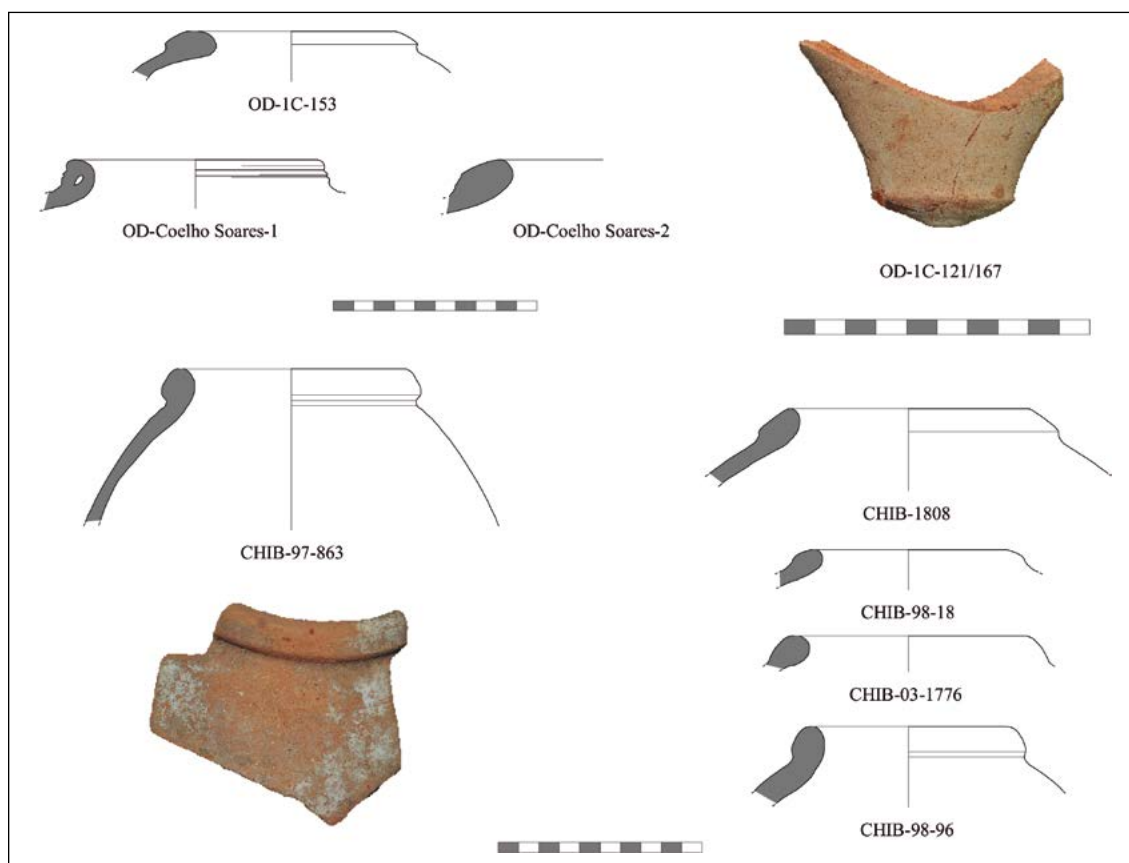 OD-1C-153
OD-Coelho Soares-1
OD-Coelho Soares-2
OD-1C-121/167
CHIB-97-863
CHIB-1808
CHIB-98-18
CHIB-03-1776
CHIB-98-96